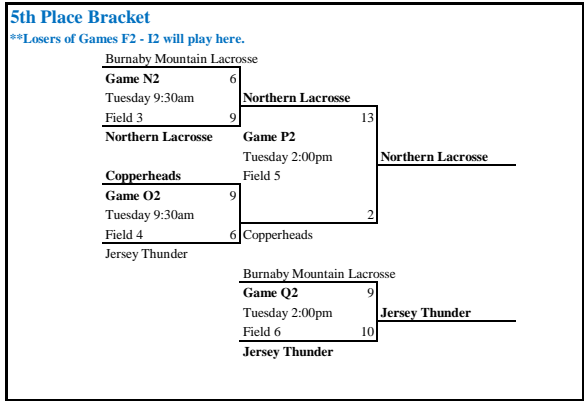 5th Place Bracket
**Losers of Games F2 - I2 will play here.
Burnaby Mountain Lacrosse
Game N2 6
Tuesday 9:30am Northern Lacrosse
Field 3 9 13
Northern Lacrosse Game P2
Tuesday 2:00pm Northern Lacrosse
Copperheads Field 5
Game O2 9
Tuesday 9:30am 2
Field 4 6 Copperheads
Jersey Thunder
Burnaby Mountain Lacrosse
Game Q2 9
Tuesday 2:00pm Jersey Thunder
Field 6 10
Jersey Thunder